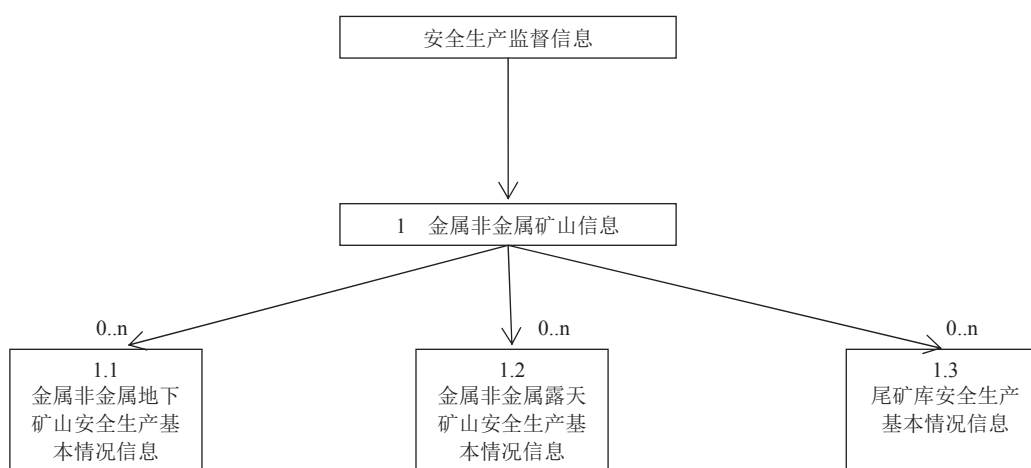 安全生产监督信息
1 金属非金属矿山信息
0..n
0..n
0..n
1.1
金属非金属地下
矿山安全生产基
本情况信息
1.2
金属非金属露天
矿山安全生产基
本情况信息
1.3
尾矿库安全生产
基本情况信息